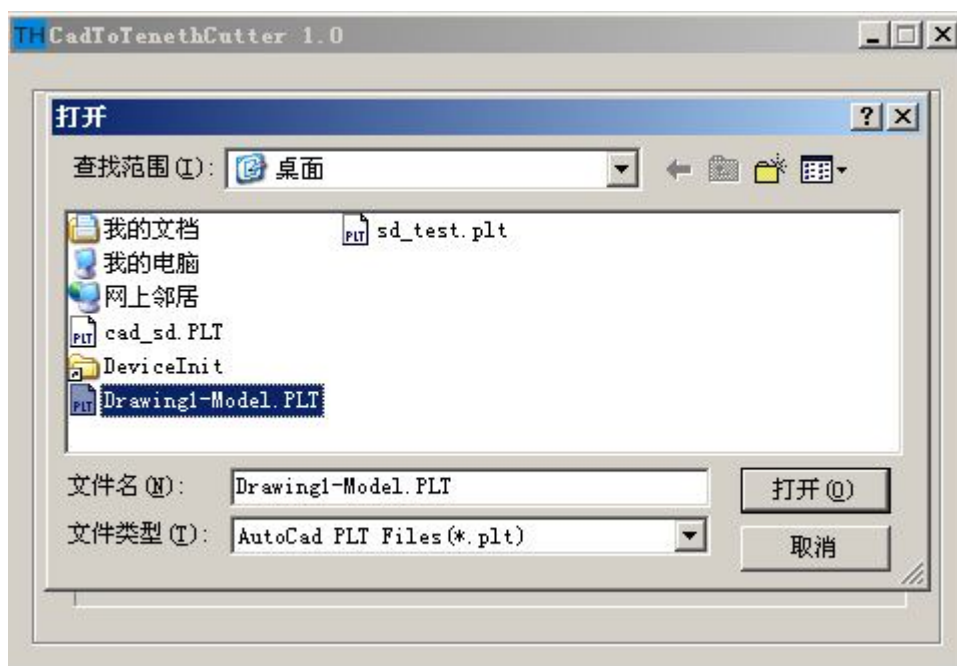 TH CadToTenethCutter 1.0
打开
查找范围(I): 桌面
我的文档
我的电脑
网上邻居
cad_sd.PLT
DeviceInit
Drawing1-Model.PLT
sd_test.plt
文件名(N): Drawing1-Model.PLT
打开(O)
文件类型(T): AutoCad PLT Files(*.plt)
取消